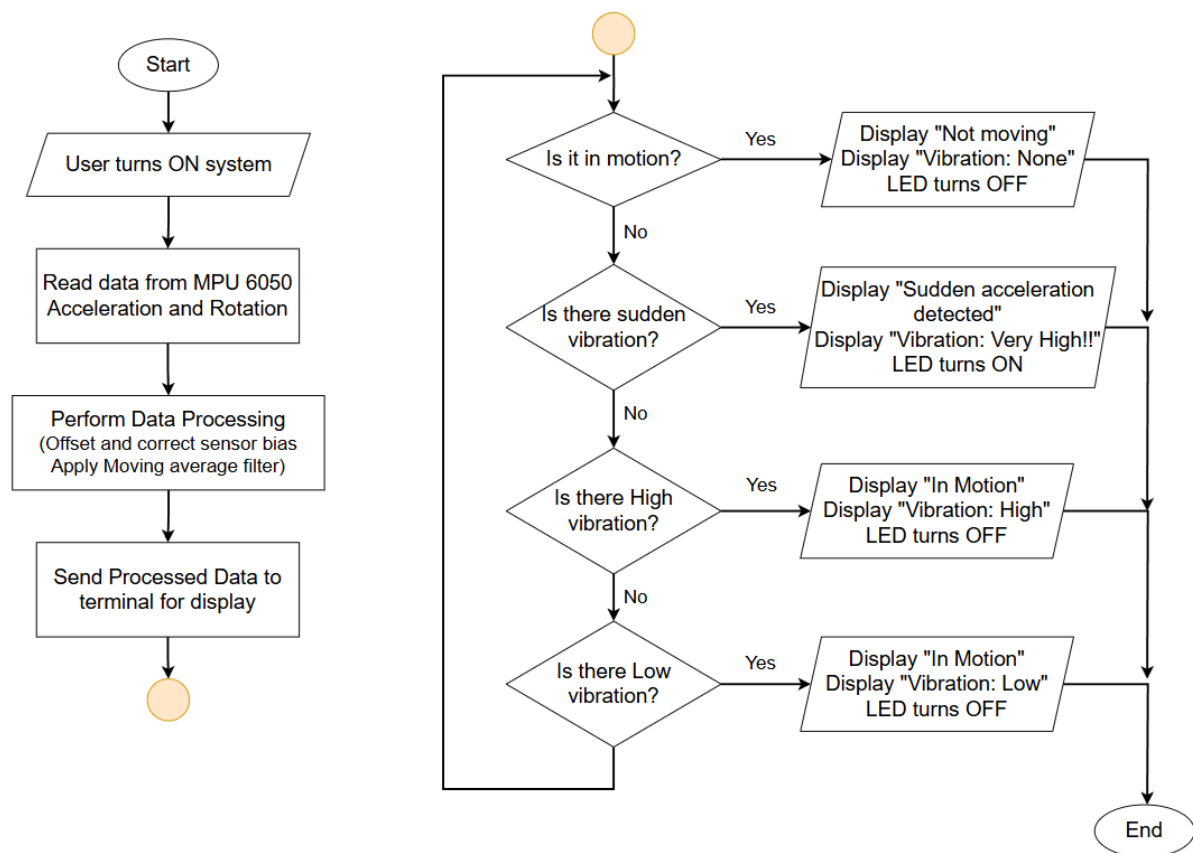 Start
User turns ON system
Read data from MPU 6050
Acceleration and Rotation
Perform Data Processing
(Offset and correct sensor bias
Apply Moving average filter)
Send Processed Data to
terminal for display
Is it in motion?
Yes
Display "Not moving"
Display "Vibration: None"
LED turns OFF
No
Is there sudden
vibration?
Yes
Display "Sudden acceleration
detected"
Display "Vibration: Very High!!"
LED turns ON
No
Is there High
vibration?
Yes
Display "In Motion"
Display "Vibration: High"
LED turns OFF
No
Is there Low
vibration?
Yes
Display "In Motion"
Display "Vibration: Low"
LED turns OFF
End